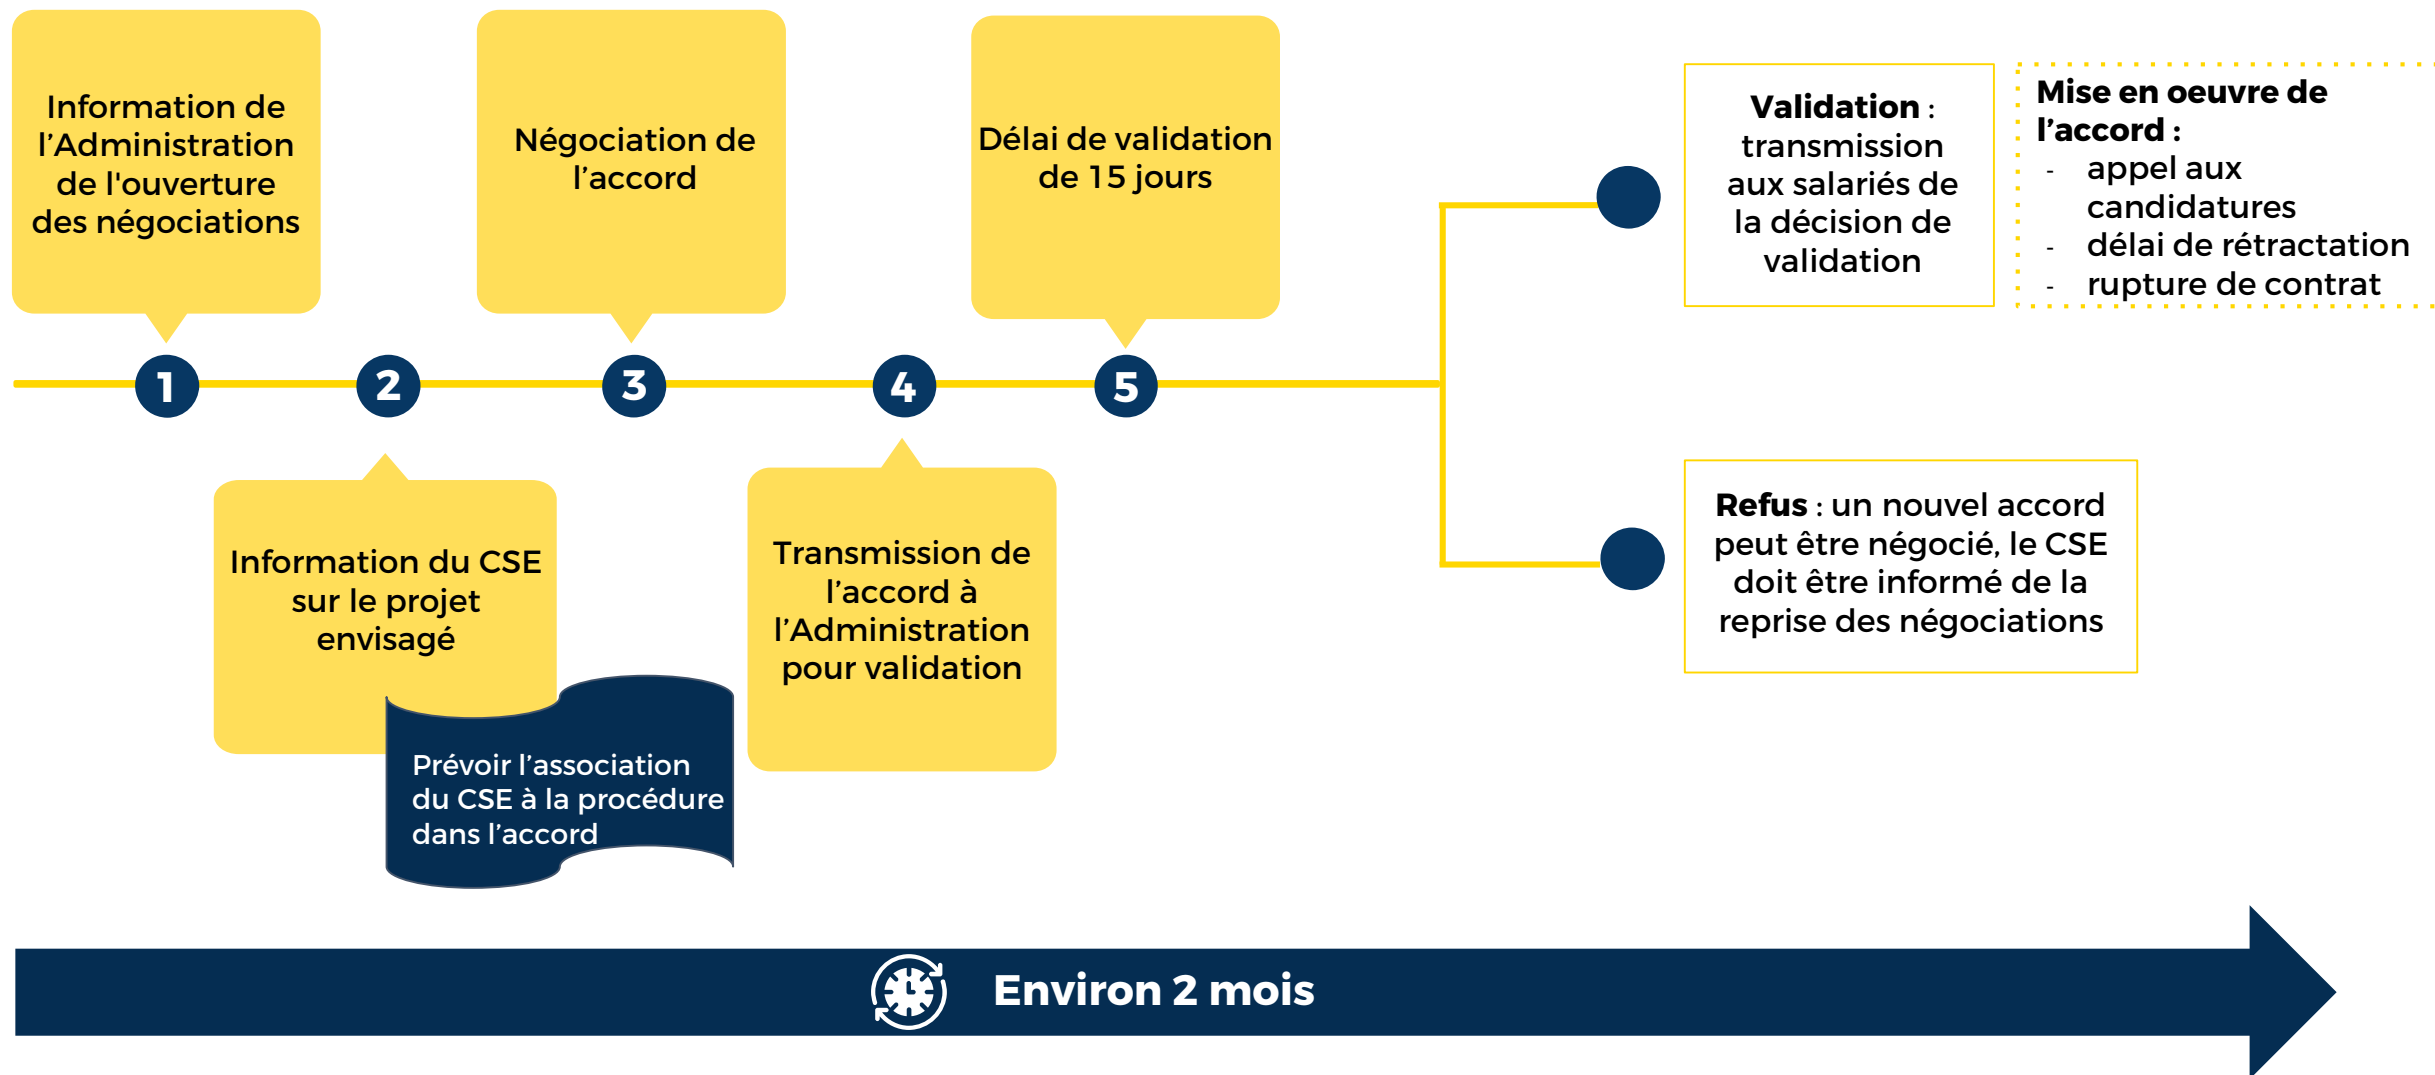 Information de
l’Administration
de l'ouverture
des négociations
1
Information du CSE
sur le projet
envisagé
2
Prévoir l’association
du CSE à la procédure
dans l’accord
Négociation de
l’accord
3
Transmission de
l’accord à
l’Administration
pour validation
4
Délai de validation
de 15 jours
5
Validation :
transmission
aux salariés de
la décision de
validation
Mise en oeuvre de
l’accord :
- appel aux
candidatures
- délai de rétractation
- rupture de contrat
Refus : un nouvel accord
peut être négocié, le CSE
doit être informé de la
reprise des négociations
Environ 2 mois